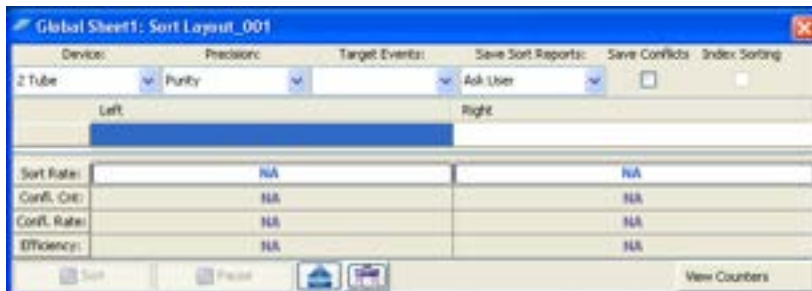 Global Sheet1: Sort Layout_001
Device: Precision: Target Events: Save Sort Reports: Save Conflicts Index Sorting
2 Tube Purity Ask User
Left Right
Sort Rate: NA NA
Confl. Cnt: NA NA
Confl. Rate: NA NA
Efficiency: NA NA
Sort Pause View Counters